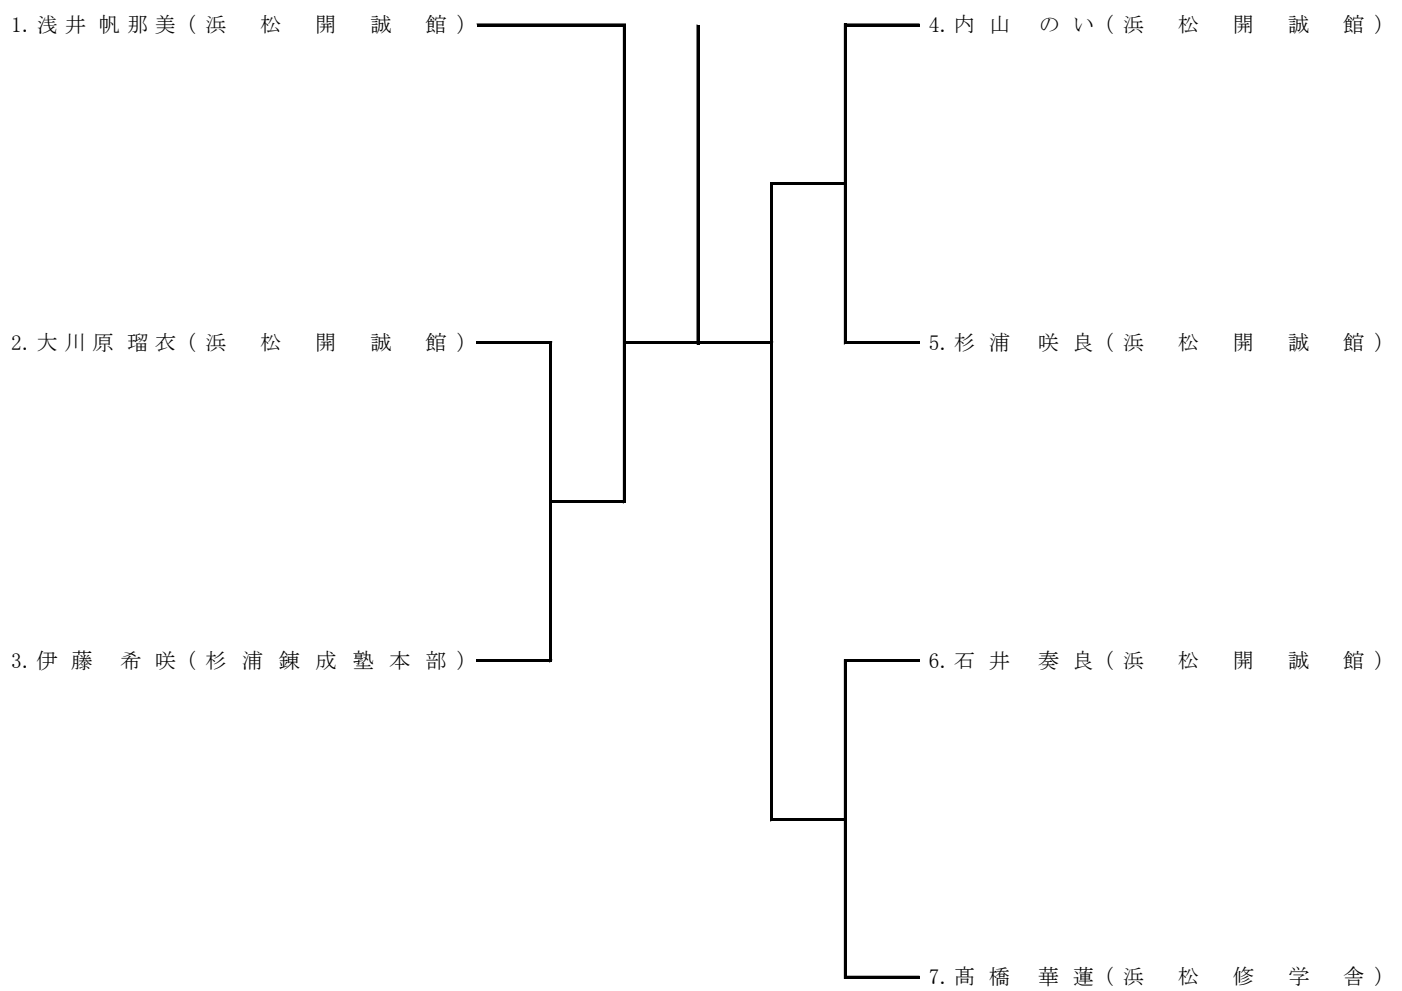 1. 浅井 帆那美 (浜松開誠館)
2. 大川原 瑠衣 (浜松開誠館)
3. 伊藤 希咲 (杉浦錬成塾本部)
4. 内山 のい (浜松開誠館)
5. 杉浦 咲良 (浜松開誠館)
6. 石井 奏良 (浜松開誠館)
7. 髙橋 華蓮 (浜松修学舎)